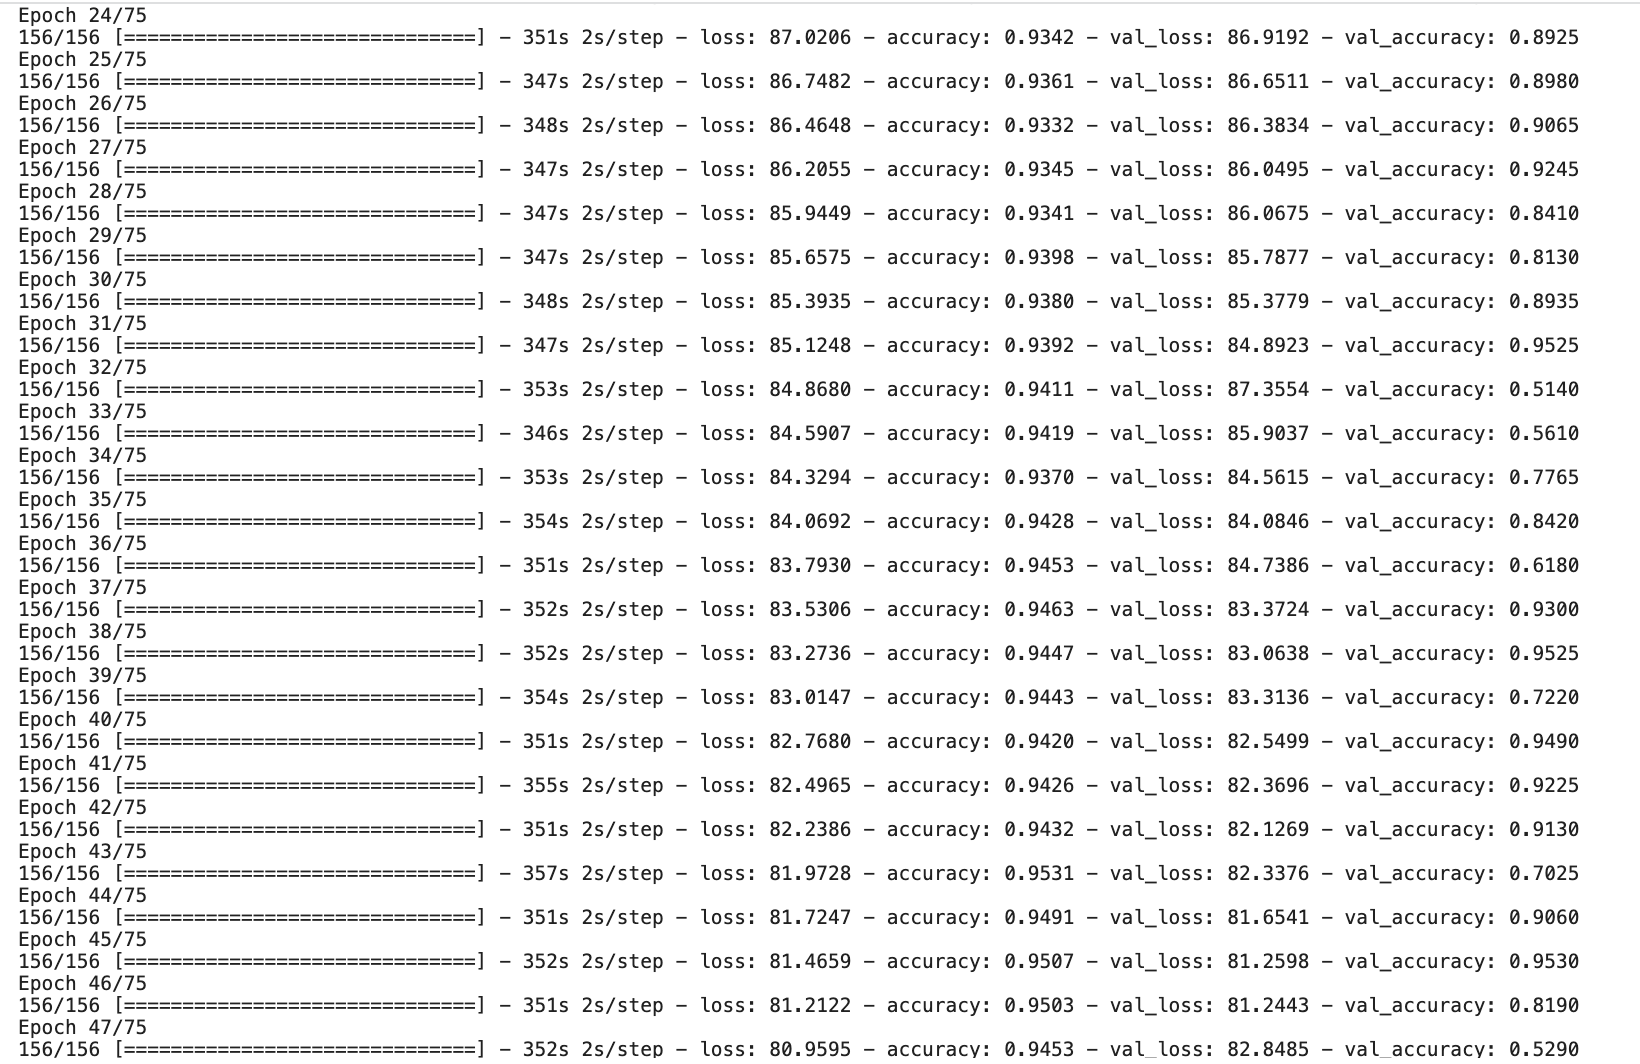 Epoch 24/75
156/156 [==============================] - 351s 2s/step - loss: 87.0206 - accuracy: 0.9342 - val_loss: 86.9192 - val_accuracy: 0.8925
Epoch 25/75
156/156 [==============================] - 347s 2s/step - loss: 86.7482 - accuracy: 0.9361 - val_loss: 86.6511 - val_accuracy: 0.8980
Epoch 26/75
156/156 [==============================] - 348s 2s/step - loss: 86.4648 - accuracy: 0.9332 - val_loss: 86.3834 - val_accuracy: 0.9065
Epoch 27/75
156/156 [==============================] - 347s 2s/step - loss: 86.2055 - accuracy: 0.9345 - val_loss: 86.0495 - val_accuracy: 0.9245
Epoch 28/75
156/156 [==============================] - 347s 2s/step - loss: 85.9449 - accuracy: 0.9341 - val_loss: 86.0675 - val_accuracy: 0.8410
Epoch 29/75
156/156 [==============================] - 347s 2s/step - loss: 85.6575 - accuracy: 0.9398 - val_loss: 85.7877 - val_accuracy: 0.8130
Epoch 30/75
156/156 [==============================] - 348s 2s/step - loss: 85.3935 - accuracy: 0.9380 - val_loss: 85.3779 - val_accuracy: 0.8935
Epoch 31/75
156/156 [==============================] - 347s 2s/step - loss: 85.1248 - accuracy: 0.9392 - val_loss: 84.8923 - val_accuracy: 0.9525
Epoch 32/75
156/156 [==============================] - 353s 2s/step - loss: 84.8680 - accuracy: 0.9411 - val_loss: 87.3554 - val_accuracy: 0.5140
Epoch 33/75
156/156 [==============================] - 346s 2s/step - loss: 84.5907 - accuracy: 0.9419 - val_loss: 85.9037 - val_accuracy: 0.5610
Epoch 34/75
156/156 [==============================] - 353s 2s/step - loss: 84.3294 - accuracy: 0.9370 - val_loss: 84.5615 - val_accuracy: 0.7765
Epoch 35/75
156/156 [==============================] - 354s 2s/step - loss: 84.0692 - accuracy: 0.9428 - val_loss: 84.0846 - val_accuracy: 0.8420
Epoch 36/75
156/156 [==============================] - 351s 2s/step - loss: 83.7930 - accuracy: 0.9453 - val_loss: 84.7386 - val_accuracy: 0.6180
Epoch 37/75
156/156 [==============================] - 352s 2s/step - loss: 83.5306 - accuracy: 0.9463 - val_loss: 83.3724 - val_accuracy: 0.9300
Epoch 38/75
156/156 [==============================] - 352s 2s/step - loss: 83.2736 - accuracy: 0.9447 - val_loss: 83.0638 - val_accuracy: 0.9525
Epoch 39/75
156/156 [==============================] - 354s 2s/step - loss: 83.0147 - accuracy: 0.9443 - val_loss: 83.3136 - val_accuracy: 0.7220
Epoch 40/75
156/156 [==============================] - 351s 2s/step - loss: 82.7680 - accuracy: 0.9420 - val_loss: 82.5499 - val_accuracy: 0.9490
Epoch 41/75
156/156 [==============================] - 355s 2s/step - loss: 82.4965 - accuracy: 0.9426 - val_loss: 82.3696 - val_accuracy: 0.9225
Epoch 42/75
156/156 [==============================] - 351s 2s/step - loss: 82.2386 - accuracy: 0.9432 - val_loss: 82.1269 - val_accuracy: 0.9130
Epoch 43/75
156/156 [==============================] - 357s 2s/step - loss: 81.9728 - accuracy: 0.9531 - val_loss: 82.3376 - val_accuracy: 0.7025
Epoch 44/75
156/156 [==============================] - 351s 2s/step - loss: 81.7247 - accuracy: 0.9491 - val_loss: 81.6541 - val_accuracy: 0.9060
Epoch 45/75
156/156 [==============================] - 352s 2s/step - loss: 81.4659 - accuracy: 0.9507 - val_loss: 81.2598 - val_accuracy: 0.9530
Epoch 46/75
156/156 [==============================] - 351s 2s/step - loss: 81.2122 - accuracy: 0.9503 - val_loss: 81.2443 - val_accuracy: 0.8190
Epoch 47/75
156/156 [==============================] - 352s 2s/step - loss: 80.9595 - accuracy: 0.9453 - val_loss: 82.8485 - val_accuracy: 0.5290